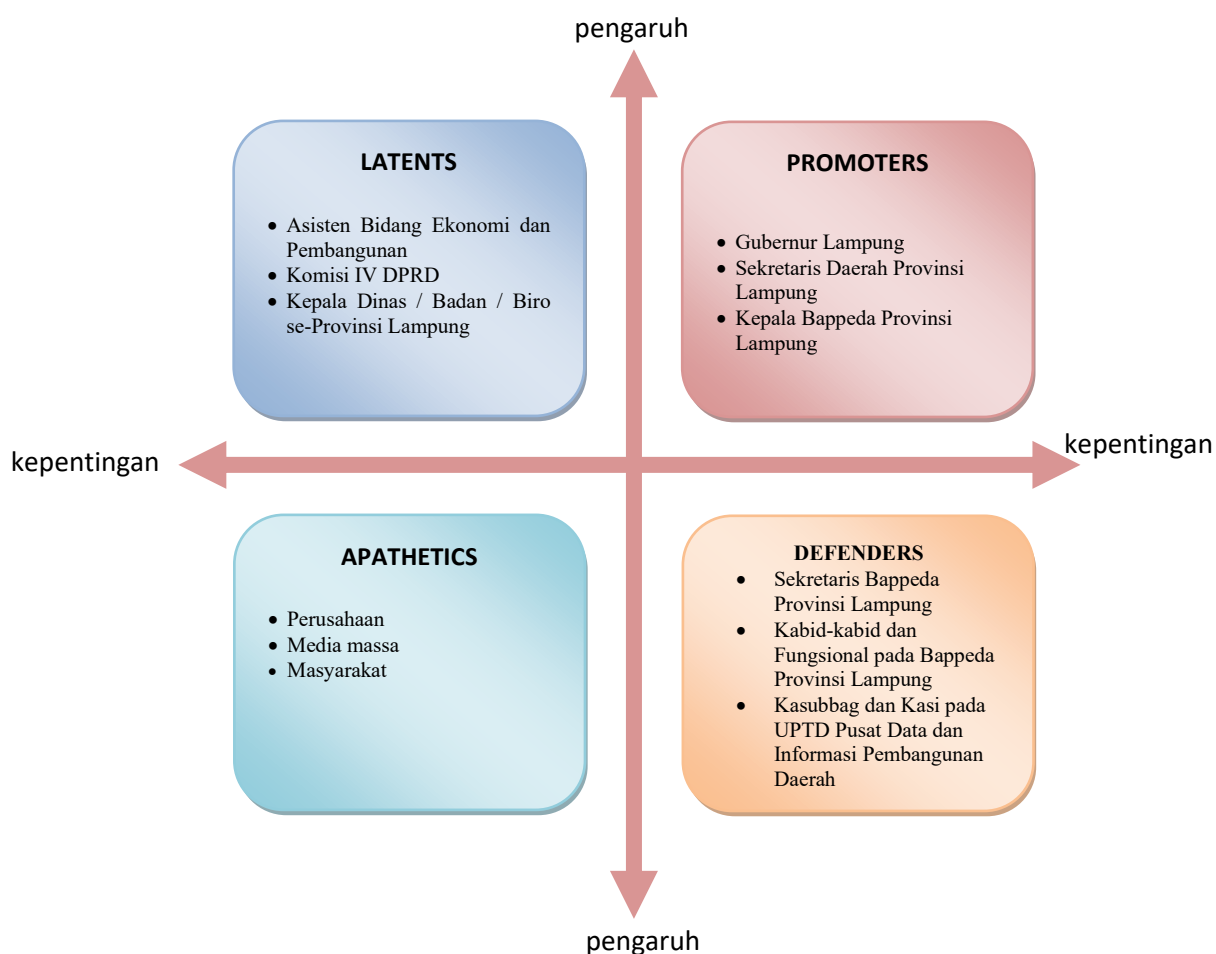 pengaruh
LATENTS
• Asisten Bidang Ekonomi dan
Pembangunan
• Komisi IV DPRD
• Kepala Dinas / Badan / Biro
se-Provinsi Lampung
PROMOTERS
• Gubernur Lampung
• Sekretaris Daerah Provinsi
Lampung
• Kepala Bappeda Provinsi
Lampung
kepentingan
kepentingan
APATHETICS
• Perusahaan
• Media massa
• Masyarakat
DEFENDERS
• Sekretaris Bappeda
Provinsi Lampung
• Kabid-kabid dan
Fungsional pada Bappeda
Provinsi Lampung
• Kasubbag dan Kasi pada
UPTD Pusat Data dan
Informasi Pembangunan
Daerah
pengaruh